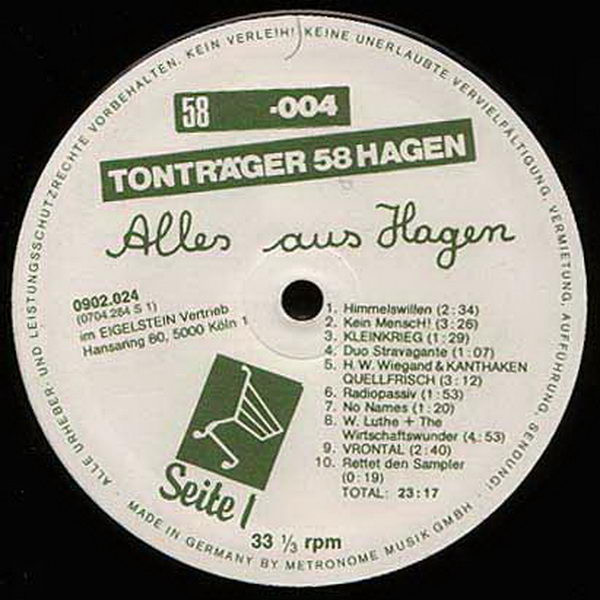 ALLE URHEBER- UND LEISTUNGSSCHUTZRECHTE VORBEHALTEN. KEIN VERLEIH! KEINE UNERLAUBTE VERVIELFÄLTIGUNG, VERMIETUNG, AUFFÜHRUNG, SENDUNG!
58 -004
TONTRÄGER 58 HAGEN
Alles aus Hagen
0902.024
(0704.284 S 1)
im EIGELSTEIN Vertrieb
Hansaring 60, 5000 Köln 1
1. Himmelswillen (2:34)
2. Kein MenscH! (3:26)
3. KLEINKRIEG (1:29)
4. Duo Stravagante (1:07)
5. H.W. Wiegand & KANTHAKEN
QUELLFRISCH (3:12)
6. Radiopassiv (1:53)
7. No Names (1:20)
8. W. Luthe + The
Wirtschaftswunder (4:53)
9. VRONTAL (2:40)
10. Rettet den Sampler
(0:19)
TOTAL: 23:17
Seite 1
33 ⅓ rpm
MADE IN GERMANY BY METRONOME MUSIK GMBH